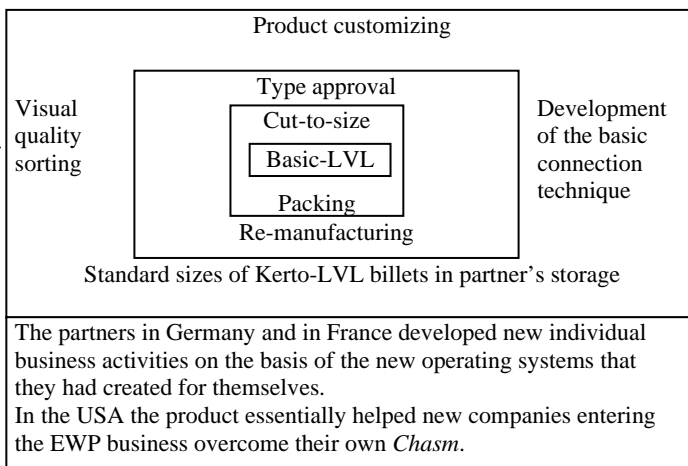 Product customizing
Type approval
Visual
quality
sorting
Cut-to-size
Basic-LVL
Packing
Re-manufacturing
Development
of the basic
connection
technique
Standard sizes of Kerto-LVL billets in partner's storage
The partners in Germany and in France developed new individual
business activities on the basis of the new operating systems that
they had created for themselves.
In the USA the product essentially helped new companies entering
the EWP business overcome their own Chasm.